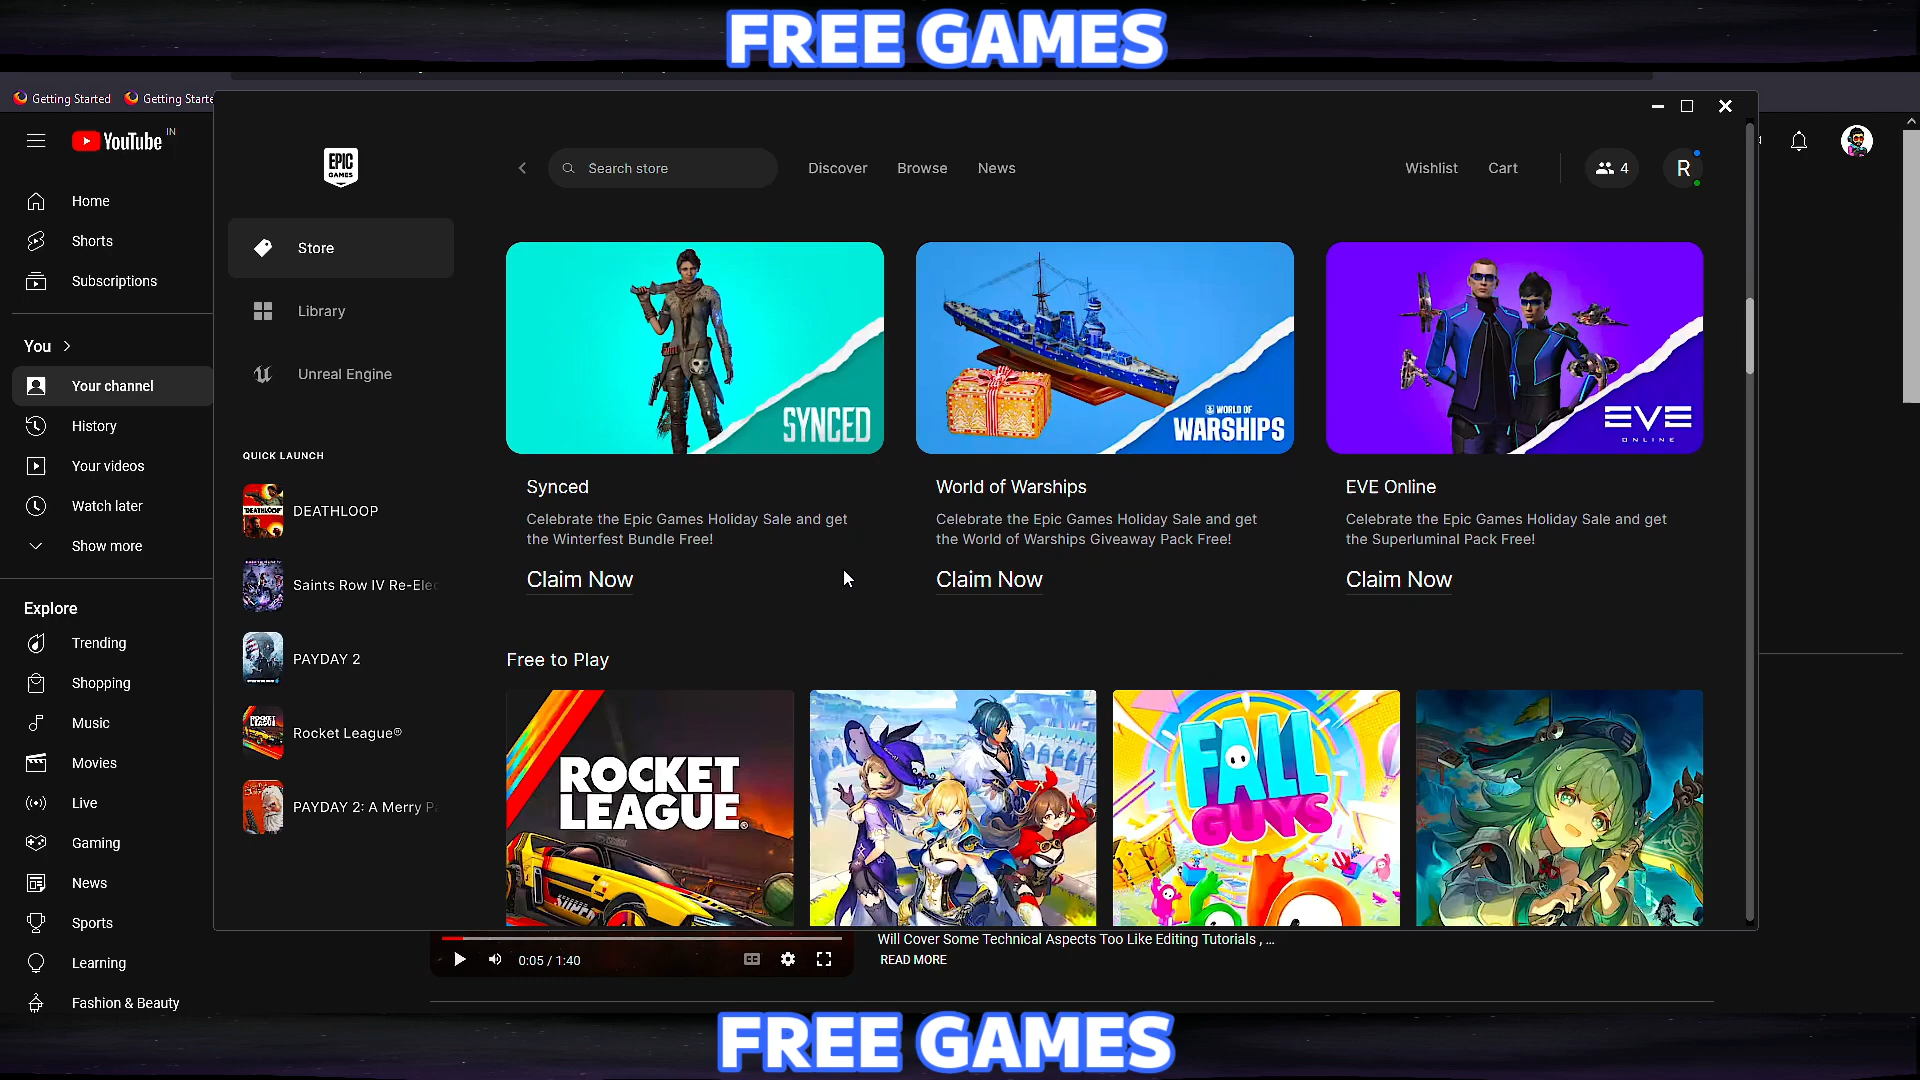 FREE GAMES
Getting Started
Getting Starte
YouTube
IN
Home
Shorts
Subscriptions
You
Your channel
History
Your videos
Watch later
Show more
Explore
Trending
Shopping
Music
Movies
Live
Gaming
News
Sports
Learning
Fashion & Beauty
EPIC
GAMES
Search store
Discover
Browse
News
Wishlist
Cart
4
R
Store
Library
Unreal Engine
QUICK LAUNCH
DEATHLOOP
DEATHLOOP
Saints Row IV Re-Elec
PAYDAY 2
ROCKET
LEAGUE
Rocket League®
PAYDAY 2: A Merry Pa
SYNCED
WORLD OF
WARSHIPS
EVE
ONLINE
Synced
Celebrate the Epic Games Holiday Sale and get
the Winterfest Bundle Free!
Claim Now
World of Warships
Celebrate the Epic Games Holiday Sale and get
the World of Warships Giveaway Pack Free!
Claim Now
EVE Online
Celebrate the Epic Games Holiday Sale and get
the Superluminal Pack Free!
Claim Now
Free to Play
ROCKET
LEAGUE®
FALL
GUYS
0:05 / 1:40
CC
Will Cover Some Technical Aspects Too Like Editing Tutorials , ...
READ MORE
FREE GAMES